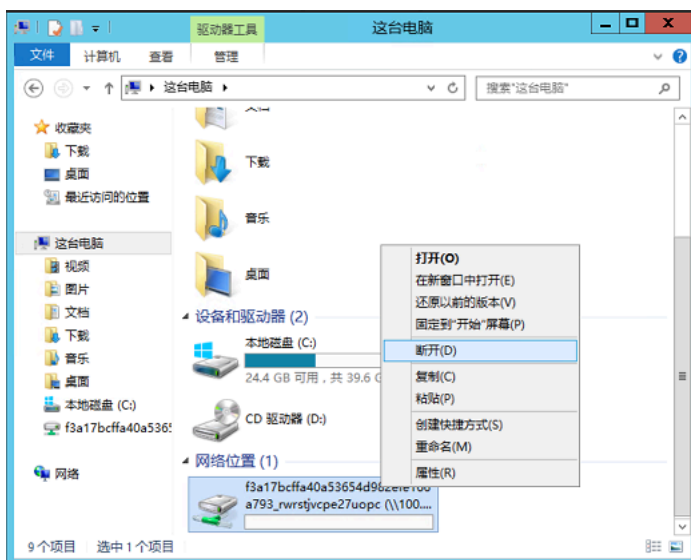 驱动器工具
这台电脑
文件
计算机
查看
管理
这台电脑
搜索"这台电脑"
收藏夹
下载
桌面
最近访问的位置
这台电脑
视频
图片
文档
下载
音乐
桌面
本地磁盘 (C:)
f3a17bcffa40a5365
网络
下载
音乐
桌面
设备和驱动器 (2)
本地磁盘 (C:)
24.4 GB 可用，共 39.6 G
CD 驱动器 (D:)
网络位置 (1)
a793_rwrstjvcpe27uopc (\\100....
打开(O)
在新窗口中打开(E)
还原以前的版本(V)
固定到"开始"屏幕(P)
断开(D)
复制(C)
粘贴(P)
创建快捷方式(S)
重命名(M)
属性(R)
9 个项目
选中 1 个项目